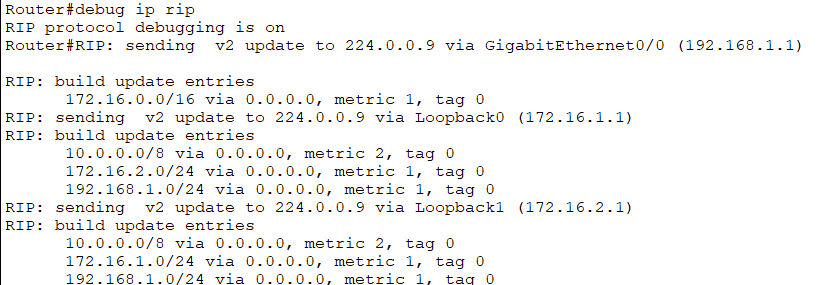 Router#debug ip rip
RIP protocol debugging is on
Router#RIP: sending  v2 update to 224.0.0.9 via GigabitEthernet0/0 (192.168.1.1)
RIP: build update entries
      172.16.0.0/16 via 0.0.0.0, metric 1, tag 0
RIP: sending  v2 update to 224.0.0.9 via Loopback0 (172.16.1.1)
RIP: build update entries
      10.0.0.0/8 via 0.0.0.0, metric 2, tag 0
      172.16.2.0/24 via 0.0.0.0, metric 1, tag 0
      192.168.1.0/24 via 0.0.0.0, metric 1, tag 0
RIP: sending  v2 update to 224.0.0.9 via Loopback1 (172.16.2.1)
RIP: build update entries
      10.0.0.0/8 via 0.0.0.0, metric 2, tag 0
      172.16.1.0/24 via 0.0.0.0, metric 1, tag 0
      192.168.1.0/24 via 0.0.0.0, metric 1, tag 0